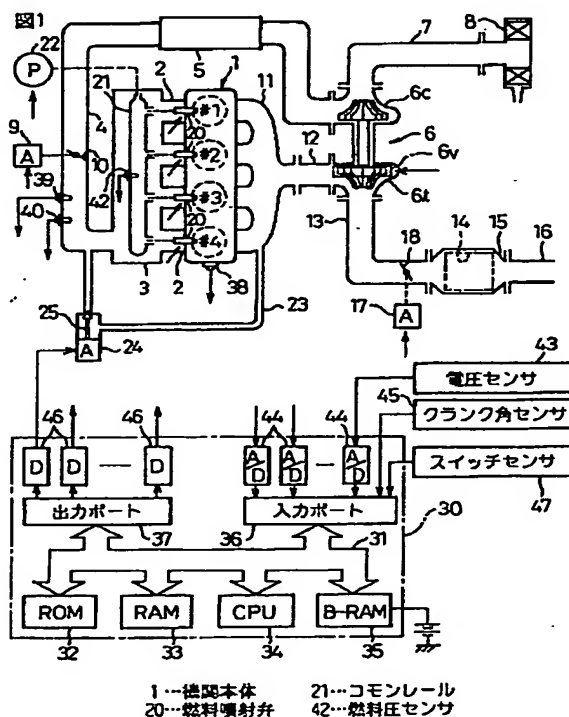 図1
22
P
21
2
1
11
7
8
5
6c
6
9
A
4
10
#1
20
12
6v
6t
39
42
#2
20
13
40
#3
20
14
15
16
18
#4
3
2
38
23
17
A
25
A
24
43
電圧センサ
45
クランク角センサ
スイッチセンサ
47
46
46
44
44
D
D
D
A/D
A/D
A/D
出力ポート
入力ポート
30
37
36
31
ROM
RAM
CPU
B-RAM
32
33
34
35
1…機関本体
21…コモンレール
20…燃料噴射弁
42…燃料圧センサ